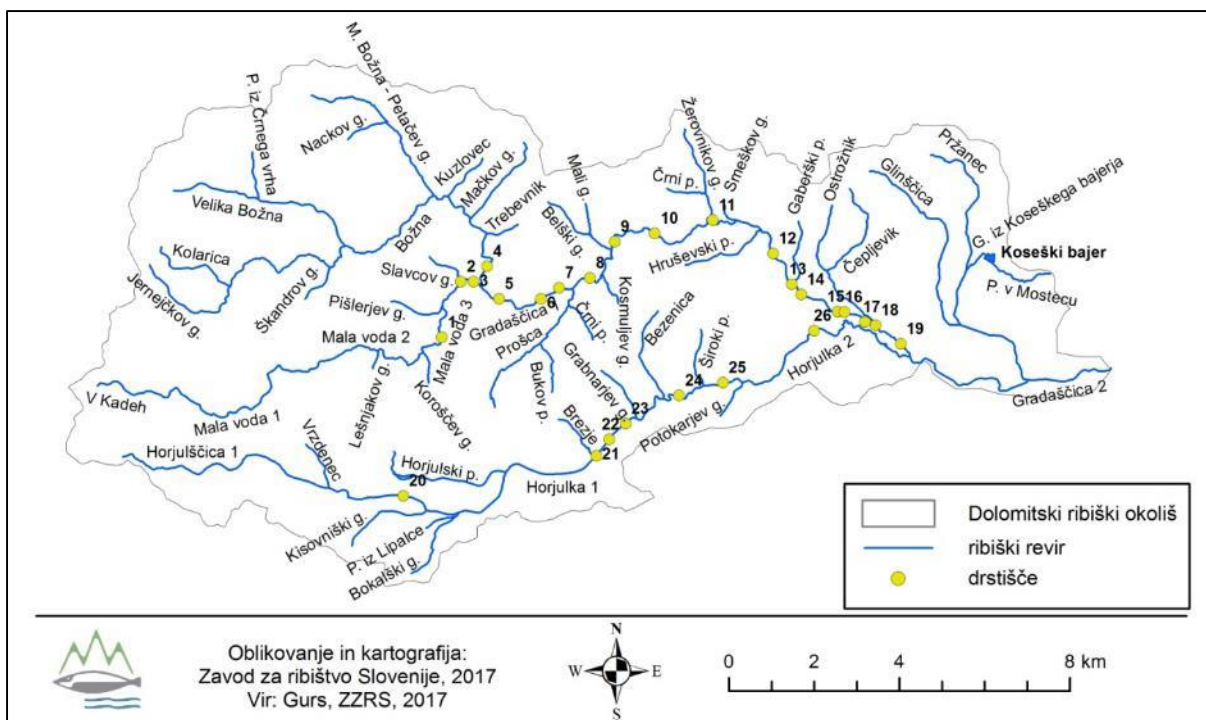 M. Božna - Petačev g.
P. iz Črnega vrha
Nackov g.
Kuzlovec
Mačkov g.
Trebevnik
Velika Božna
Božna
Kolarica
Jernejčkov g.
Škandrov g.
Slavcov g.
Pišlerjev g.
Mala voda 3
Mala voda 2
Mala voda 1
V Kadeh
Lešnjakov g.
Koroščev g.
Gradaščica 1
Belški g.
Mali g.
Prošca
Črni p.
Bukov p.
Kosmuljev g.
Grabnarjev g.
Bezenica
Široki p.
Brezje
Črni p.
Žerovnikov g.
Smeškov g.
Hruševski p.
Gaberški p.
Ostrožnik
Čepljevik
Glinščica
Pržanec
G. iz Koseškega bajerja
Koseški bajer
P. v Mostecu
Gradaščica 2
Horjulka 2
Potokarjev g.
Horjulka 1
Horjulski p.
Horjulščica 1
Vrzdenec
Kisovniški g.
P. iz Lipalce
Bokalški g.
1
2
3
4
5
6
7
8
9
10
11
12
13
14
15
16
17
18
19
20
21
22
23
24
25
26
Dolomitski ribiški okoliš
ribiški revir
drstišče
Oblikovanje in kartografija:
Zavod za ribištvo Slovenije, 2017
Vir: Gurs, ZZRS, 2017
N
W E
S
0 2 4 8 km